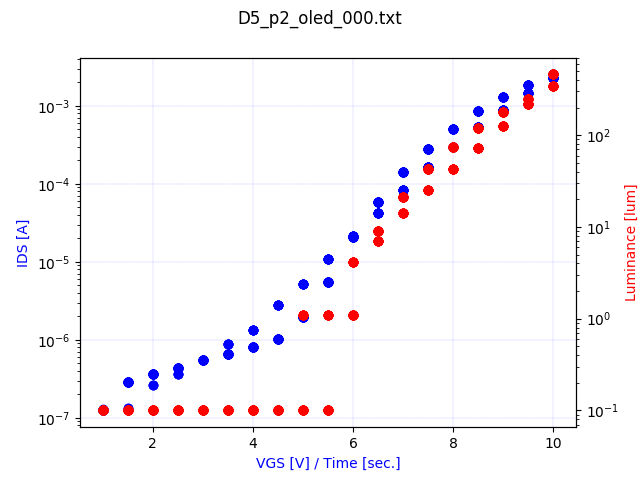 D5_p2_oled_000.txt
IDS [A]
10⁻³
10⁻⁴
10⁻⁵
10⁻⁶
10⁻⁷
10²
10¹
10⁰
10⁻¹
Luminance [lum]
2 4 6 8 10
VGS [V] / Time [sec.]